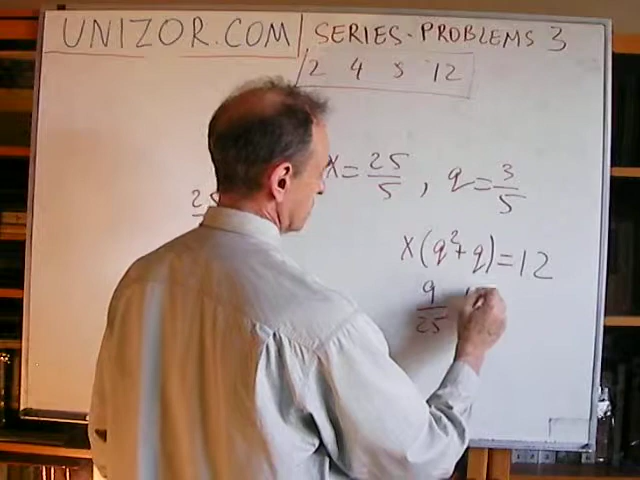 UNIZOR.COM SERIES-PROBLEMS 3
2 4 8 12
x = 25/5 , q = 3/5
x(q²+q)=12
9/25